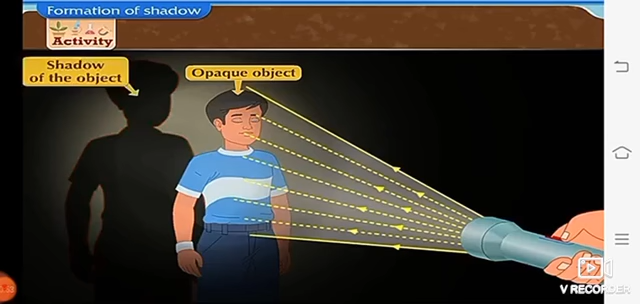 Formation of shadow
Activity
Shadow
of the object
Opaque object
V RECORDER